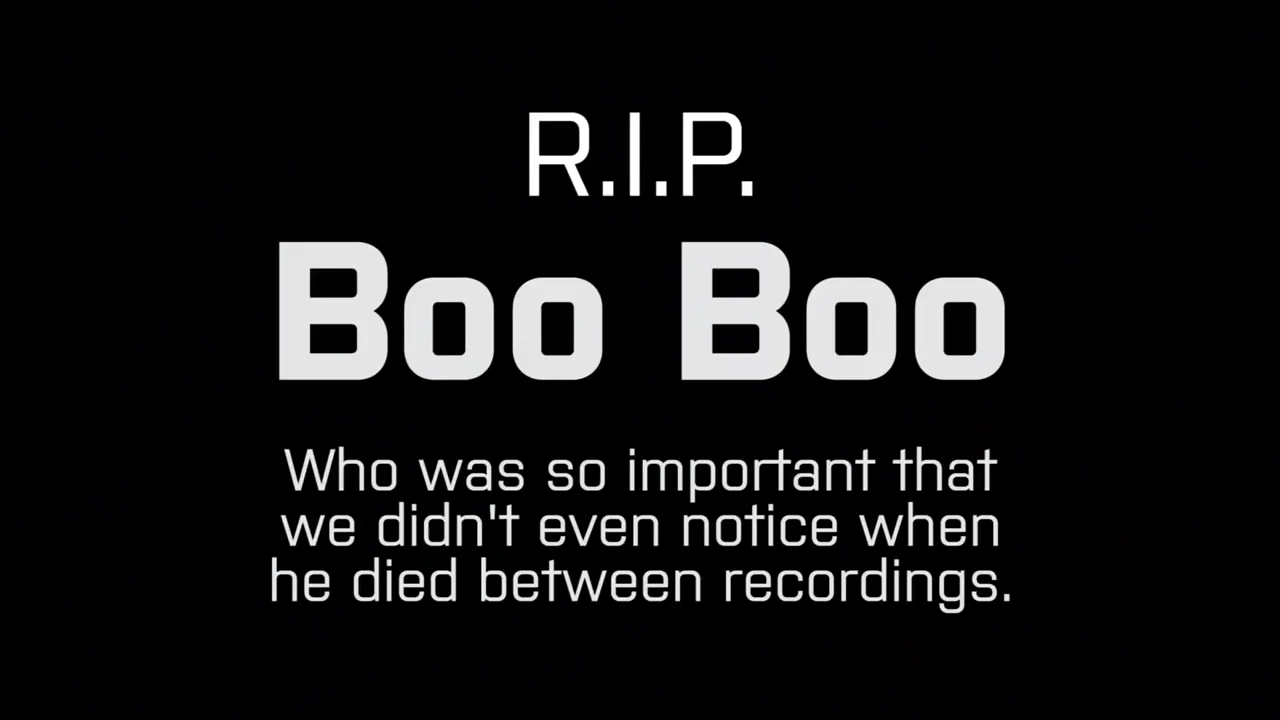 R.I.P.
Boo Boo
Who was so important that
we didn't even notice when
he died between recordings.